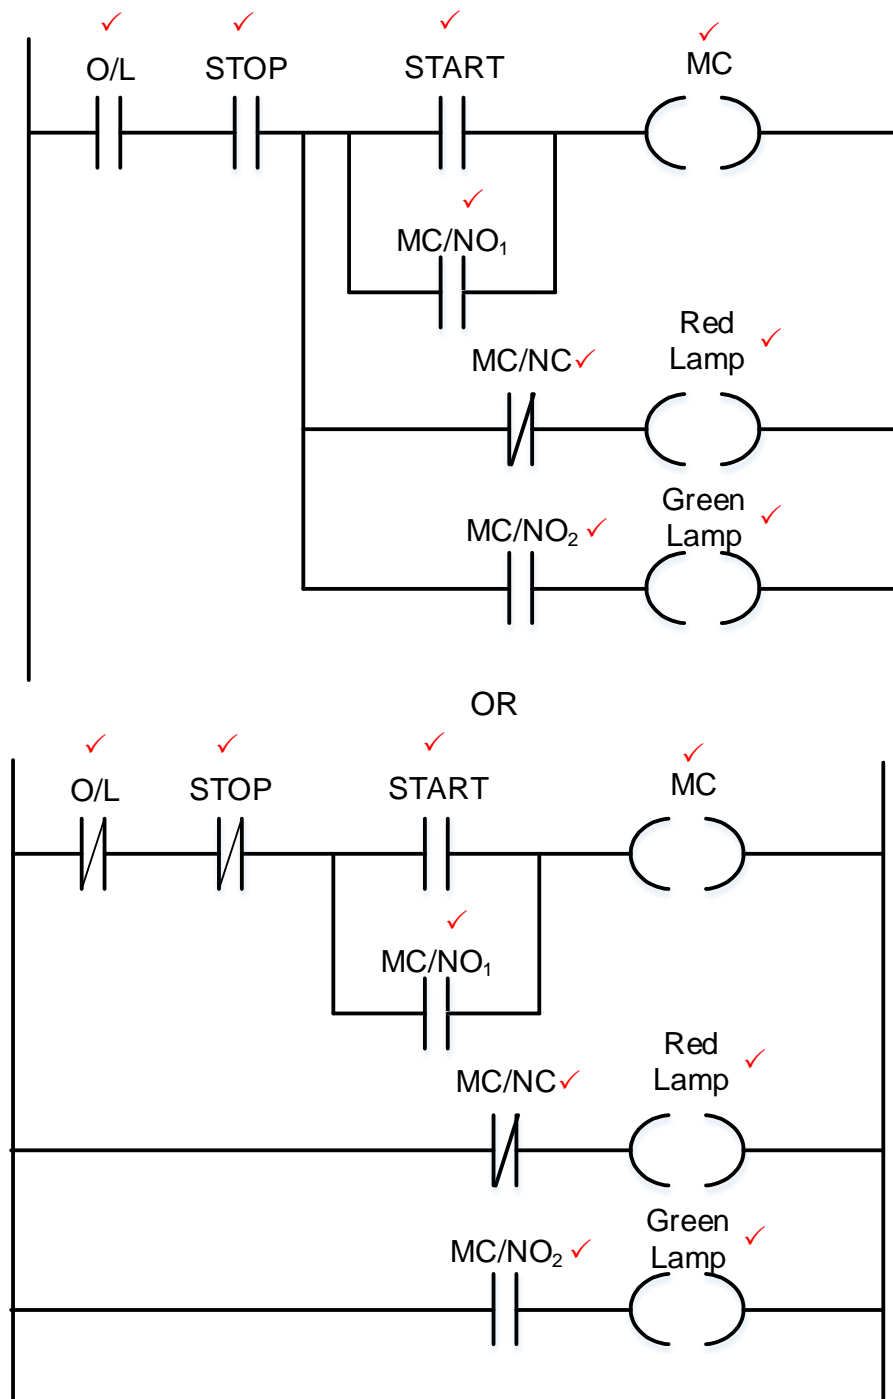 O/L STOP START MC
MC/NO₁
Red
Lamp
MC/NC
Green
Lamp
MC/NO₂
OR
O/L STOP START MC
MC/NO₁
Red
Lamp
MC/NC
Green
Lamp
MC/NO₂